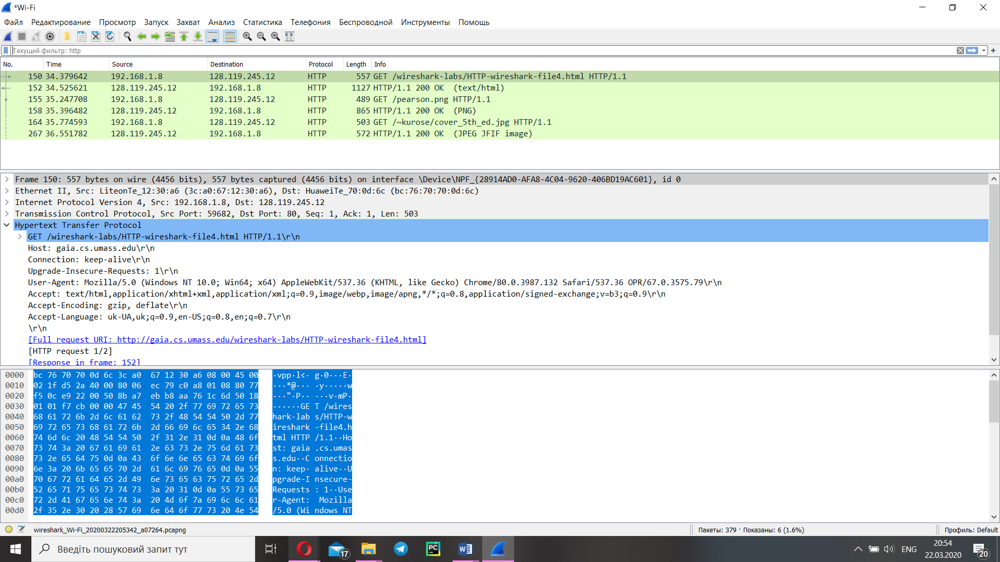 *Wi-Fi
Файл Редактирование Просмотр Запуск Захват Анализ Статистика Телефония Беспроводной Инструменты Помощь
Текущий фильтр: http
No. Time Source Destination Protocol Length Info
150 34.379642 192.168.1.8 128.119.245.12 HTTP 557 GET /wireshark-labs/HTTP-wireshark-file4.html HTTP/1.1
152 34.525621 128.119.245.12 192.168.1.8 HTTP 1127 HTTP/1.1 200 OK (text/html)
155 35.247708 192.168.1.8 128.119.245.12 HTTP 489 GET /pearson.png HTTP/1.1
158 35.396482 128.119.245.12 192.168.1.8 HTTP 865 HTTP/1.1 200 OK (PNG)
164 35.774593 192.168.1.8 128.119.245.12 HTTP 503 GET /~kurose/cover_5th_ed.jpg HTTP/1.1
267 36.551782 128.119.245.12 192.168.1.8 HTTP 572 HTTP/1.1 200 OK (JPEG JFIF image)
Frame 150: 557 bytes on wire (4456 bits), 557 bytes captured (4456 bits) on interface \Device\NPF_{28914AD0-AFA8-4C04-9620-406BD19AC601}, id 0
Ethernet II, Src: LiteonTe_12:30:a6 (3c:a0:67:12:30:a6), Dst: HuaweiTe_70:0d:6c (bc:76:70:70:0d:6c)
Internet Protocol Version 4, Src: 192.168.1.8, Dst: 128.119.245.12
Transmission Control Protocol, Src Port: 59682, Dst Port: 80, Seq: 1, Ack: 1, Len: 503
Hypertext Transfer Protocol
GET /wireshark-labs/HTTP-wireshark-file4.html HTTP/1.1\r\n
Host: gaia.cs.umass.edu\r\n
Connection: keep-alive\r\n
Upgrade-Insecure-Requests: 1\r\n
User-Agent: Mozilla/5.0 (Windows NT 10.0; Win64; x64) AppleWebKit/537.36 (KHTML, like Gecko) Chrome/80.0.3987.132 Safari/537.36 OPR/67.0.3575.79\r\n
Accept: text/html,application/xhtml+xml,application/xml;q=0.9,image/webp,image/apng,*/*;q=0.8,application/signed-exchange;v=b3;q=0.9\r\n
Accept-Encoding: gzip, deflate\r\n
Accept-Language: uk-UA,uk;q=0.9,en-US;q=0.8,en;q=0.7\r\n
\r\n
[Full request URI: http://gaia.cs.umass.edu/wireshark-labs/HTTP-wireshark-file4.html]
[HTTP request 1/2]
[Response in frame: 152]
0000 bc 76 70 70 0d 6c 3c a0 67 12 30 a6 08 00 45 00 ·vpp·l<· g·0···E·
0010 02 1f d5 2a 40 00 80 06 ec 79 c0 a8 01 08 80 77 ···*@··· ·y·····w
0020 f5 0c e9 22 00 50 8b a7 eb b8 aa 76 1c 6d 50 18 ···"·P·· ···v·mP·
0030 01 01 f7 cb 00 00 47 45 54 20 2f 77 69 72 65 73 ······GE T /wires
0040 68 61 72 6b 2d 6c 61 62 73 2f 48 54 54 50 2d 77 hark-lab s/HTTP-w
0050 69 72 65 73 68 61 72 6b 2d 66 69 6c 65 34 2e 68 ireshark -file4.h
0060 74 6d 6c 20 48 54 54 50 2f 31 2e 31 0d 0a 48 6f tml HTTP /1.1··Ho
0070 73 74 3a 20 67 61 69 61 2e 63 73 2e 75 6d 61 73 st: gaia .cs.umas
0080 73 2e 65 64 75 0d 0a 43 6f 6e 6e 65 63 74 69 6f s.edu··C onnectio
0090 6e 3a 20 6b 65 65 70 2d 61 6c 69 76 65 0d 0a 55 n: keep- alive··U
00a0 70 67 72 61 64 65 2d 49 6e 73 65 63 75 72 65 2d pgrade-I nsecure-
00b0 52 65 71 75 65 73 74 73 3a 20 31 0d 0a 55 73 65 Requests : 1··Use
00c0 72 2d 41 67 65 6e 74 3a 20 4d 6f 7a 69 6c 6c 61 r-Agent: Mozilla
00d0 2f 35 2e 30 20 28 57 69 6e 64 6f 77 73 20 4e 54 /5.0 (Wi ndows NT
wireshark_Wi-Fi_20200322205342_a07264.pcapng Пакеты: 379 · Показаны: 6 (1.6%) Профиль: Default
Введіть пошуковий запит тут 17 PC W ENG 20:54
22.03.2020 20